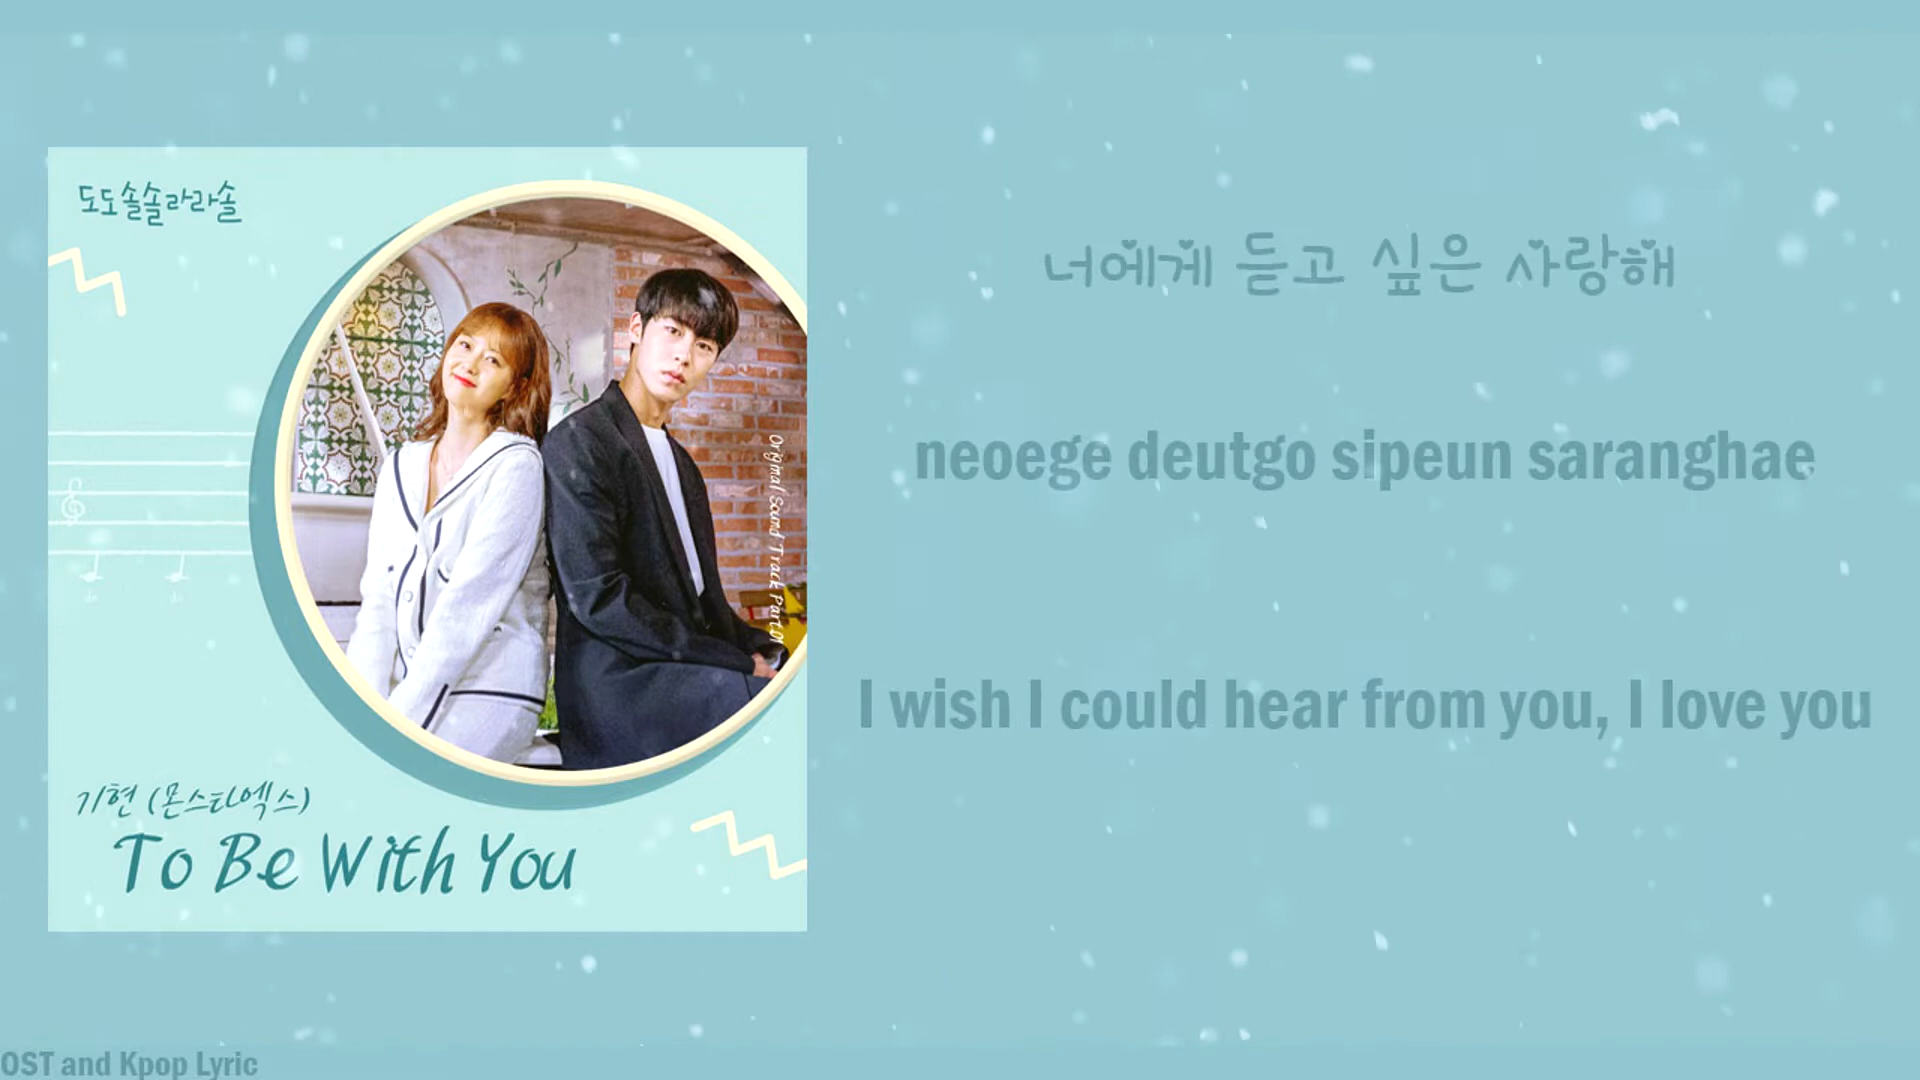 도도솔솔라라솔
Original Sound Track Part.01
기현 (몬스타엑스)
To Be With You
너에게 듣고 싶은 사랑해
neoege deutgo sipeun saranghae
I wish I could hear from you, I love you
OST and Kpop Lyric